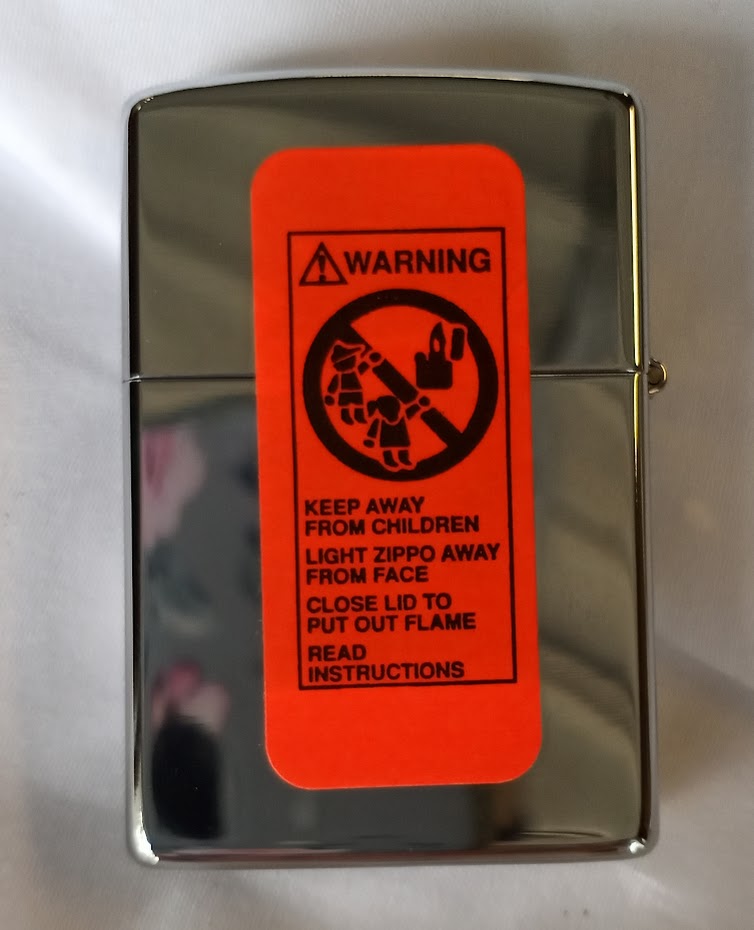 WARNING
KEEP AWAY
FROM CHILDREN
LIGHT ZIPPO AWAY
FROM FACE
CLOSE LID TO
PUT OUT FLAME
READ
INSTRUCTIONS